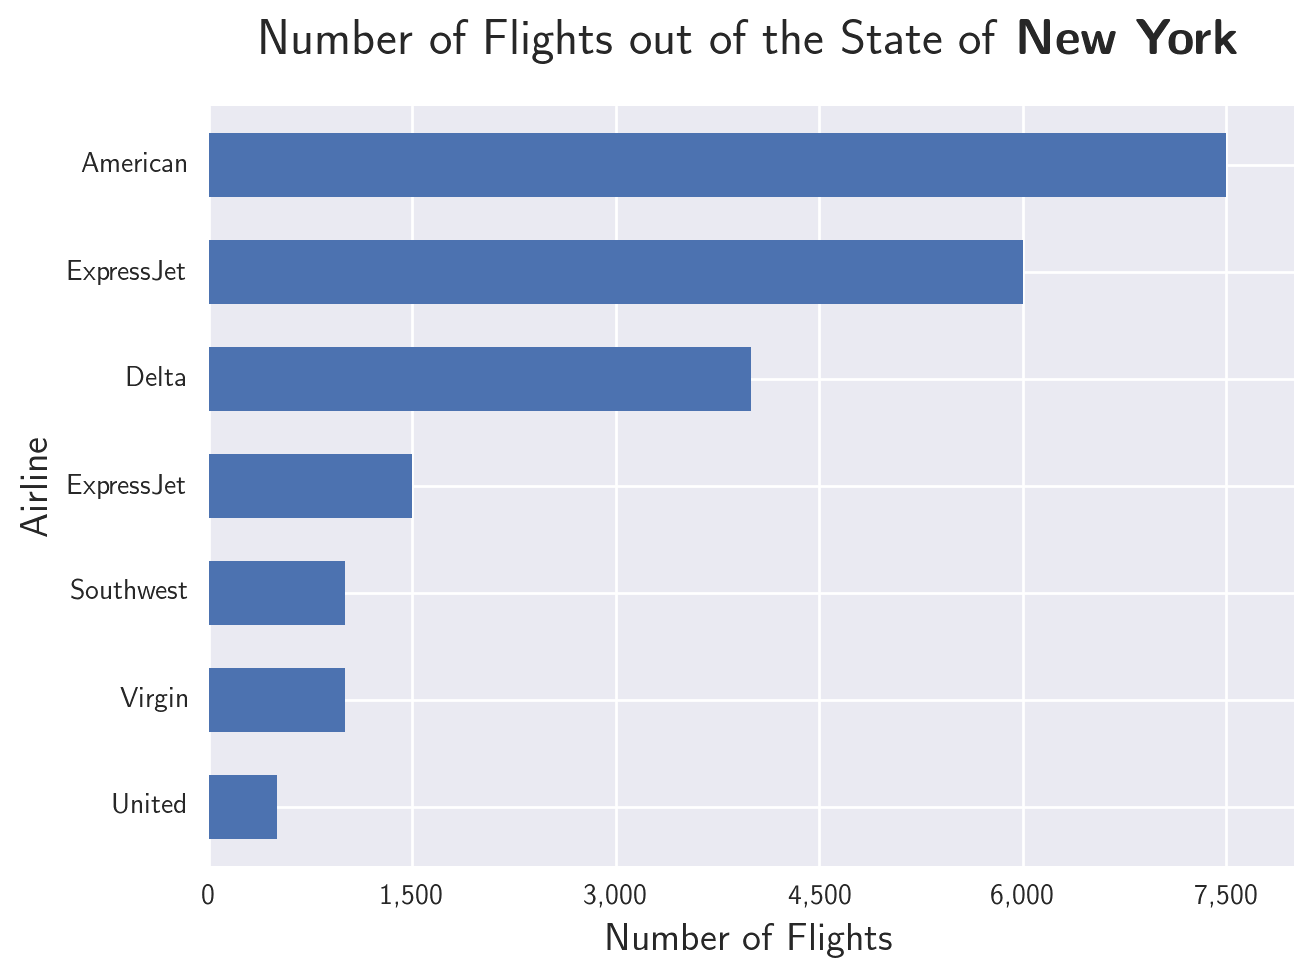 Number of Flights out of the State of New York
American
ExpressJet
Delta
ExpressJet
Southwest
Virgin
United
Airline
0 1,500 3,000 4,500 6,000 7,500
Number of Flights